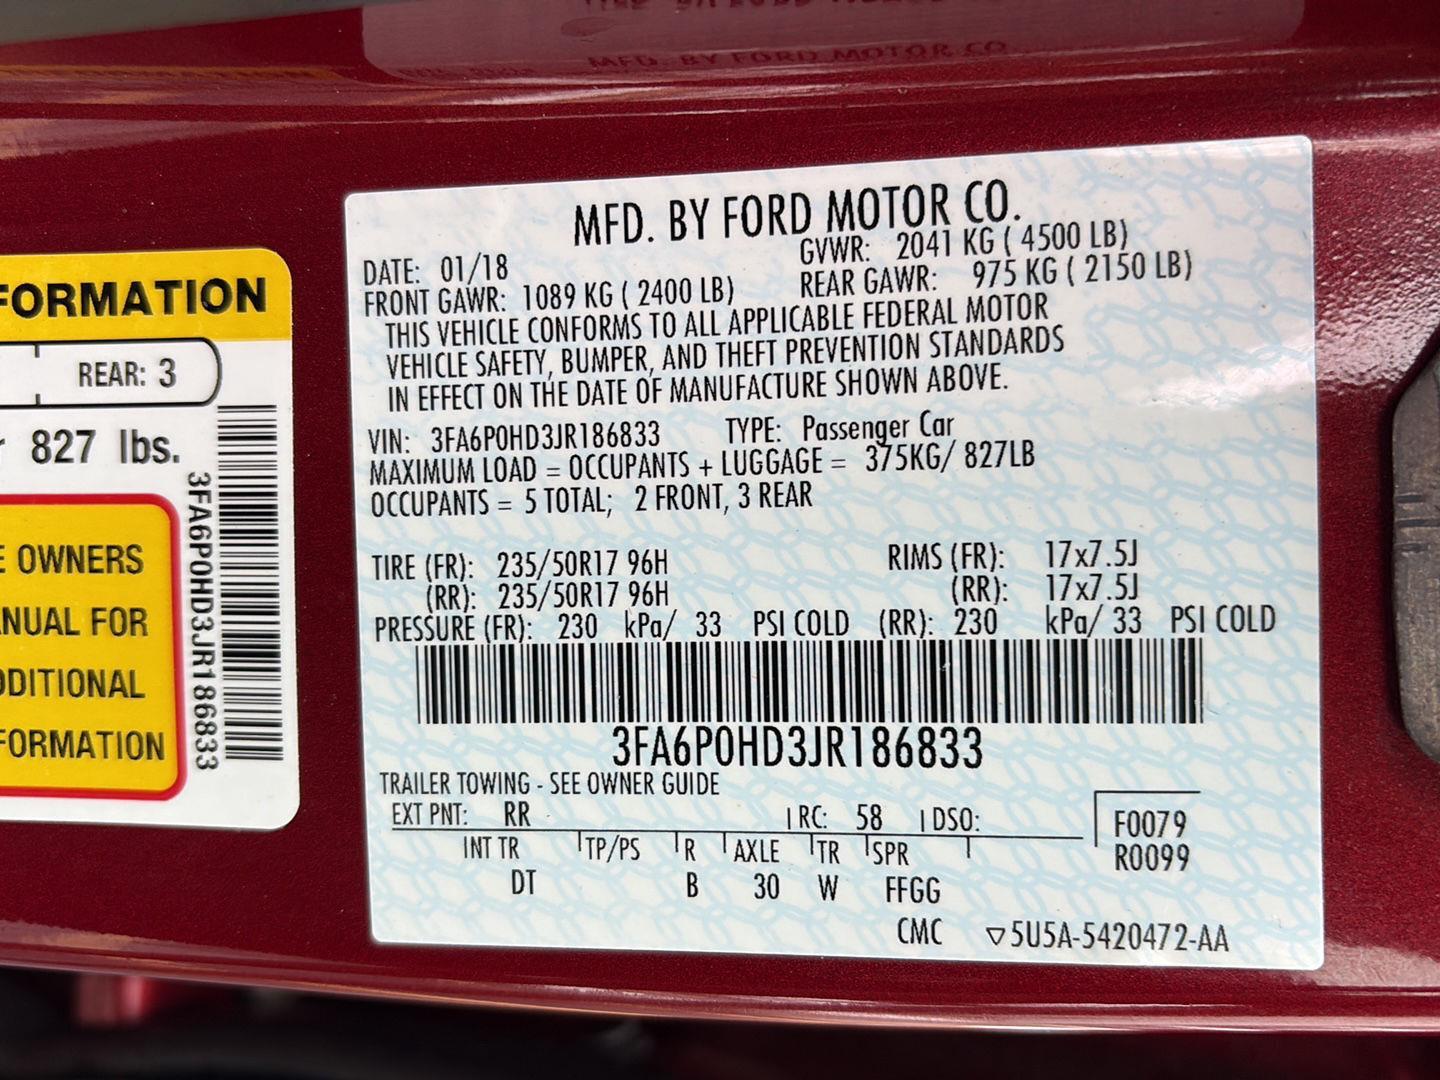 MFD. BY FORD MOTOR CO.
DATE: 01/18 GVWR: 2041 KG ( 4500 LB)
FRONT GAWR: 1089 KG ( 2400 LB) REAR GAWR: 975 KG ( 2150 LB)
THIS VEHICLE CONFORMS TO ALL APPLICABLE FEDERAL MOTOR
VEHICLE SAFETY, BUMPER, AND THEFT PREVENTION STANDARDS
IN EFFECT ON THE DATE OF MANUFACTURE SHOWN ABOVE.
VIN: 3FA6P0HD3JR186833 TYPE: Passenger Car
MAXIMUM LOAD = OCCUPANTS + LUGGAGE = 375KG/ 827LB
OCCUPANTS = 5 TOTAL; 2 FRONT, 3 REAR
TIRE (FR): 235/50R17 96H RIMS (FR): 17x7.5J
(RR): 235/50R17 96H (RR): 17x7.5J
PRESSURE (FR): 230 kPa/ 33 PSI COLD (RR): 230 kPa/ 33 PSI COLD
3FA6P0HD3JR186833
TRAILER TOWING - SEE OWNER GUIDE
EXT PNT: RR RC: 58 DSO: F0079
INT TR TP/PS R AXLE TR SPR R0099
DT B 30 W FFGG
CMC ▽5U5A-5420472-AA
FORMATION
REAR: 3
827 lbs.
3FA6P0HD3JR186833
OWNERS
ANUAL FOR
DDITIONAL
FORMATION
MFD. BY FORD MOTOR CO.